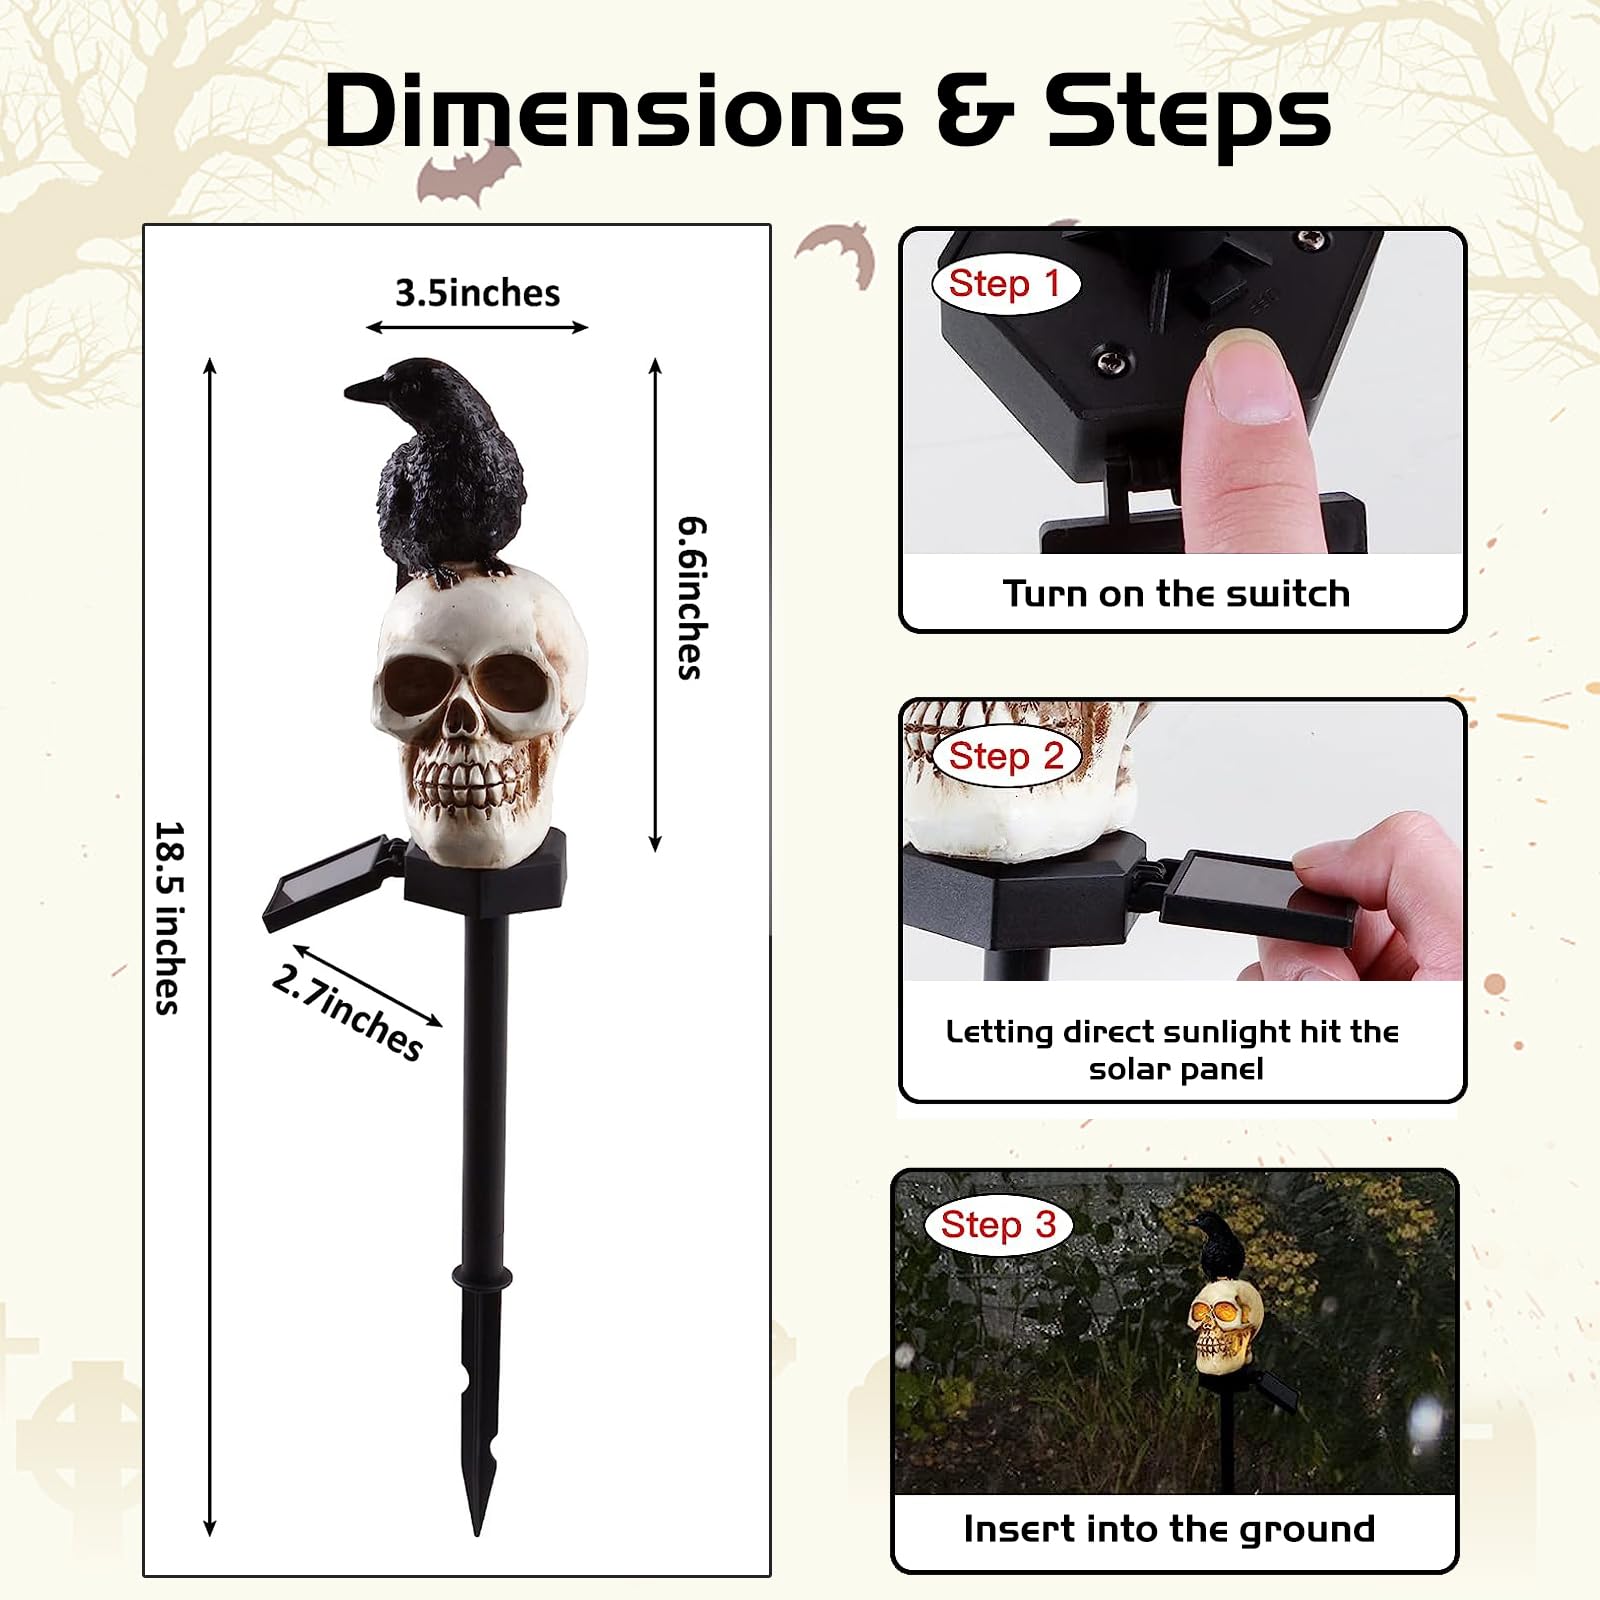 Dimensions & Steps
3.5inches
6.6inches
18.5 inches
2.7inches
Step 1
Turn on the switch
Step 2
Letting direct sunlight hit the
solar panel
Step 3
Insert into the ground